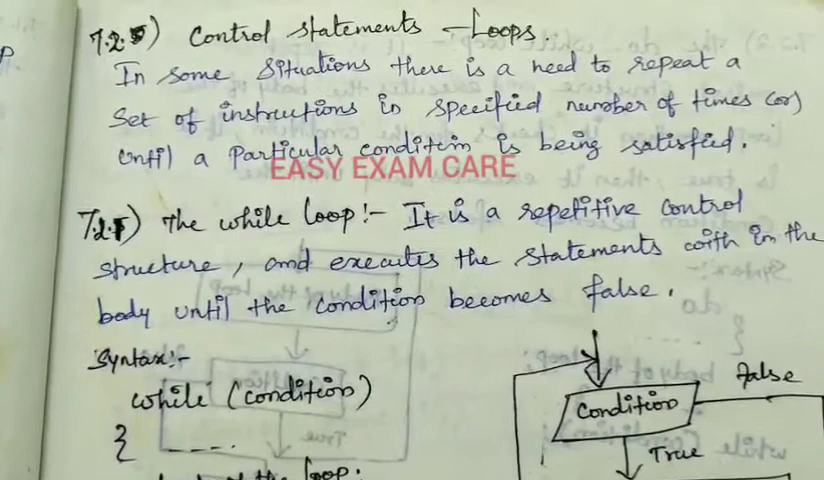 7.2.5) Control statements - Loops.
In some situations there is a need to repeat a
set of instructions in specified number of times (or)
until a particular condition is being satisfied.
EASY EXAM CARE
7.2.1) The while loop:- It is a repetitive control
structure, and executes the statements with in the
body until the condition becomes false.
Syntax:-
while (condition)
{ ----.
the loop;
Condition
false
True